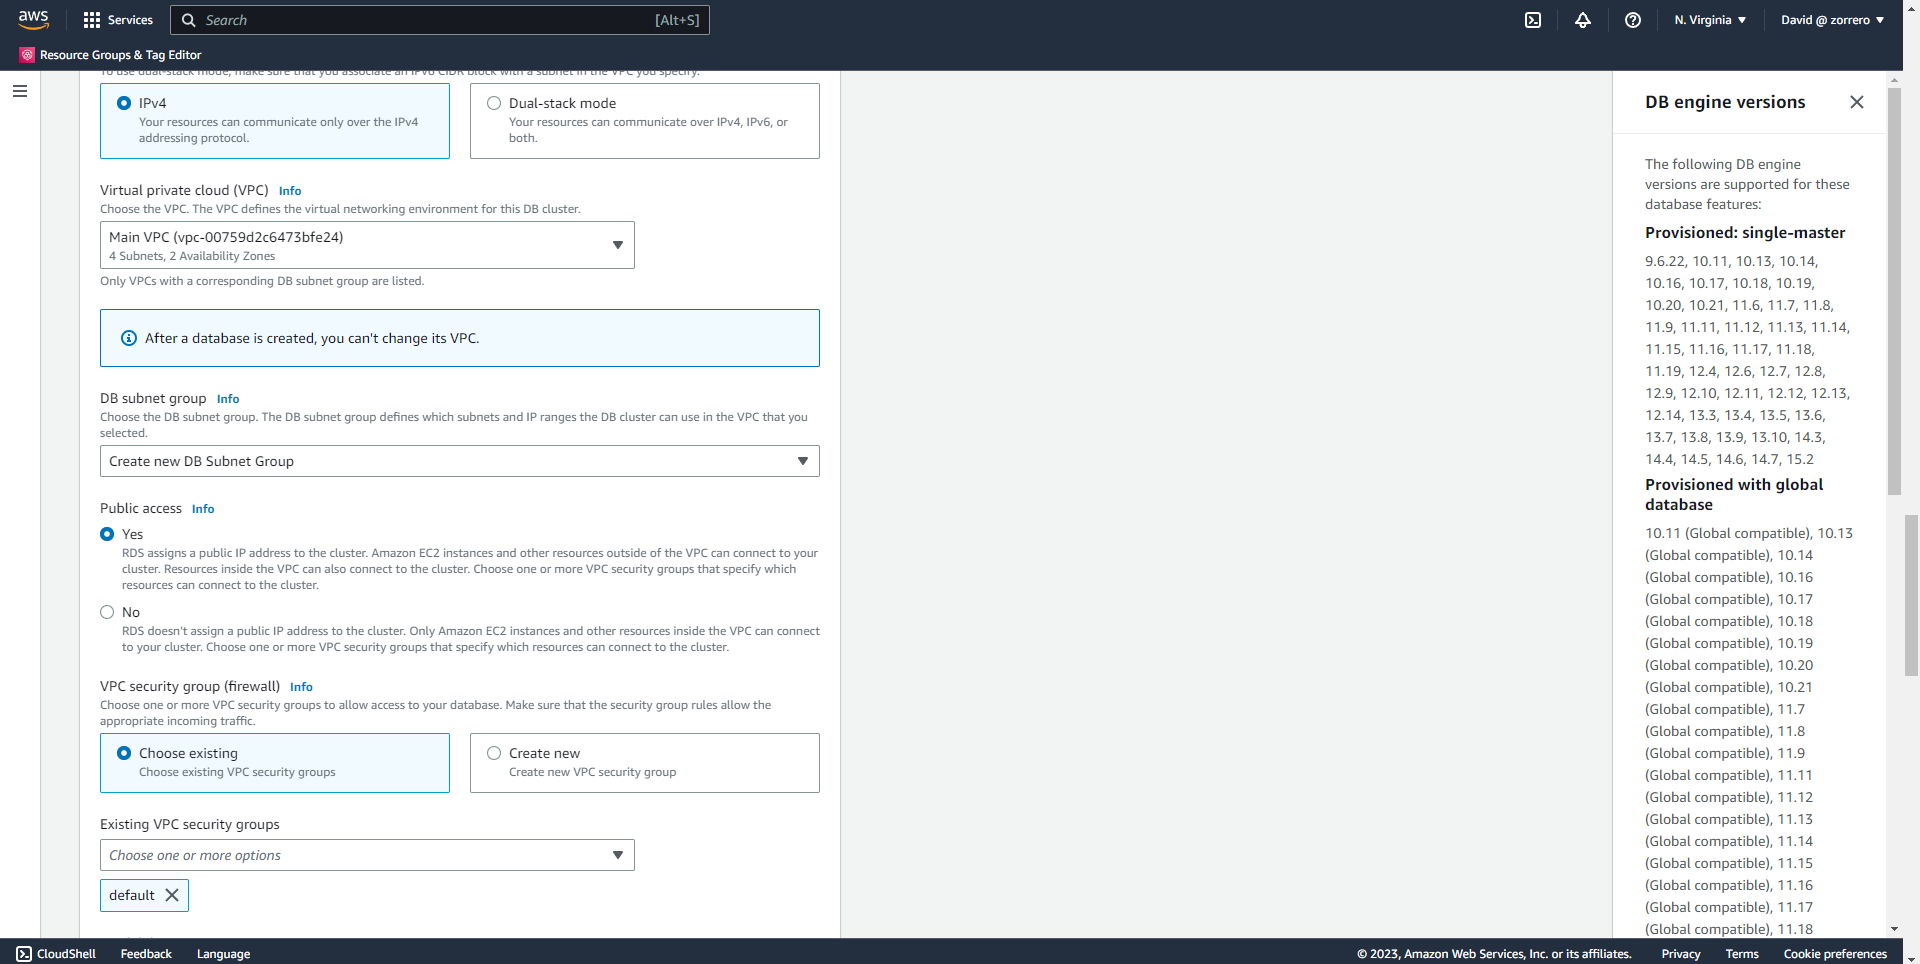 aws
Services
Search
[Alt+S]
N. Virginia
David @ zorrero
Resource Groups & Tag Editor
To use dual-stack mode, make sure that you associate an IPv6 CIDR block with a subnet in the VPC you specify.
IPv4
Your resources can communicate only over the IPv4
addressing protocol.
Dual-stack mode
Your resources can communicate over IPv4, IPv6, or
both.
Virtual private cloud (VPC) Info
Choose the VPC. The VPC defines the virtual networking environment for this DB cluster.
Main VPC (vpc-00759d2c6473bfe24)
4 Subnets, 2 Availability Zones
Only VPCs with a corresponding DB subnet group are listed.
After a database is created, you can't change its VPC.
DB subnet group Info
Choose the DB subnet group. The DB subnet group defines which subnets and IP ranges the DB cluster can use in the VPC that you
selected.
Create new DB Subnet Group
Public access Info
Yes
RDS assigns a public IP address to the cluster. Amazon EC2 instances and other resources outside of the VPC can connect to your
cluster. Resources inside the VPC can also connect to the cluster. Choose one or more VPC security groups that specify which
resources can connect to the cluster.
No
RDS doesn't assign a public IP address to the cluster. Only Amazon EC2 instances and other resources inside the VPC can connect
to your cluster. Choose one or more VPC security groups that specify which resources can connect to the cluster.
VPC security group (firewall) Info
Choose one or more VPC security groups to allow access to your database. Make sure that the security group rules allow the
appropriate incoming traffic.
Choose existing
Choose existing VPC security groups
Create new
Create new VPC security group
Existing VPC security groups
Choose one or more options
default
DB engine versions
The following DB engine
versions are supported for these
database features:
Provisioned: single-master
9.6.22, 10.11, 10.13, 10.14,
10.16, 10.17, 10.18, 10.19,
10.20, 10.21, 11.6, 11.7, 11.8,
11.9, 11.11, 11.12, 11.13, 11.14,
11.15, 11.16, 11.17, 11.18,
11.19, 12.4, 12.6, 12.7, 12.8,
12.9, 12.10, 12.11, 12.12, 12.13,
12.14, 13.3, 13.4, 13.5, 13.6,
13.7, 13.8, 13.9, 13.10, 14.3,
14.4, 14.5, 14.6, 14.7, 15.2
Provisioned with global
database
10.11 (Global compatible), 10.13
(Global compatible), 10.14
(Global compatible), 10.16
(Global compatible), 10.17
(Global compatible), 10.18
(Global compatible), 10.19
(Global compatible), 10.20
(Global compatible), 10.21
(Global compatible), 11.7
(Global compatible), 11.8
(Global compatible), 11.9
(Global compatible), 11.11
(Global compatible), 11.12
(Global compatible), 11.13
(Global compatible), 11.14
(Global compatible), 11.15
(Global compatible), 11.16
(Global compatible), 11.17
(Global compatible), 11.18
CloudShell
Feedback
Language
© 2023, Amazon Web Services, Inc. or its affiliates.
Privacy
Terms
Cookie preferences